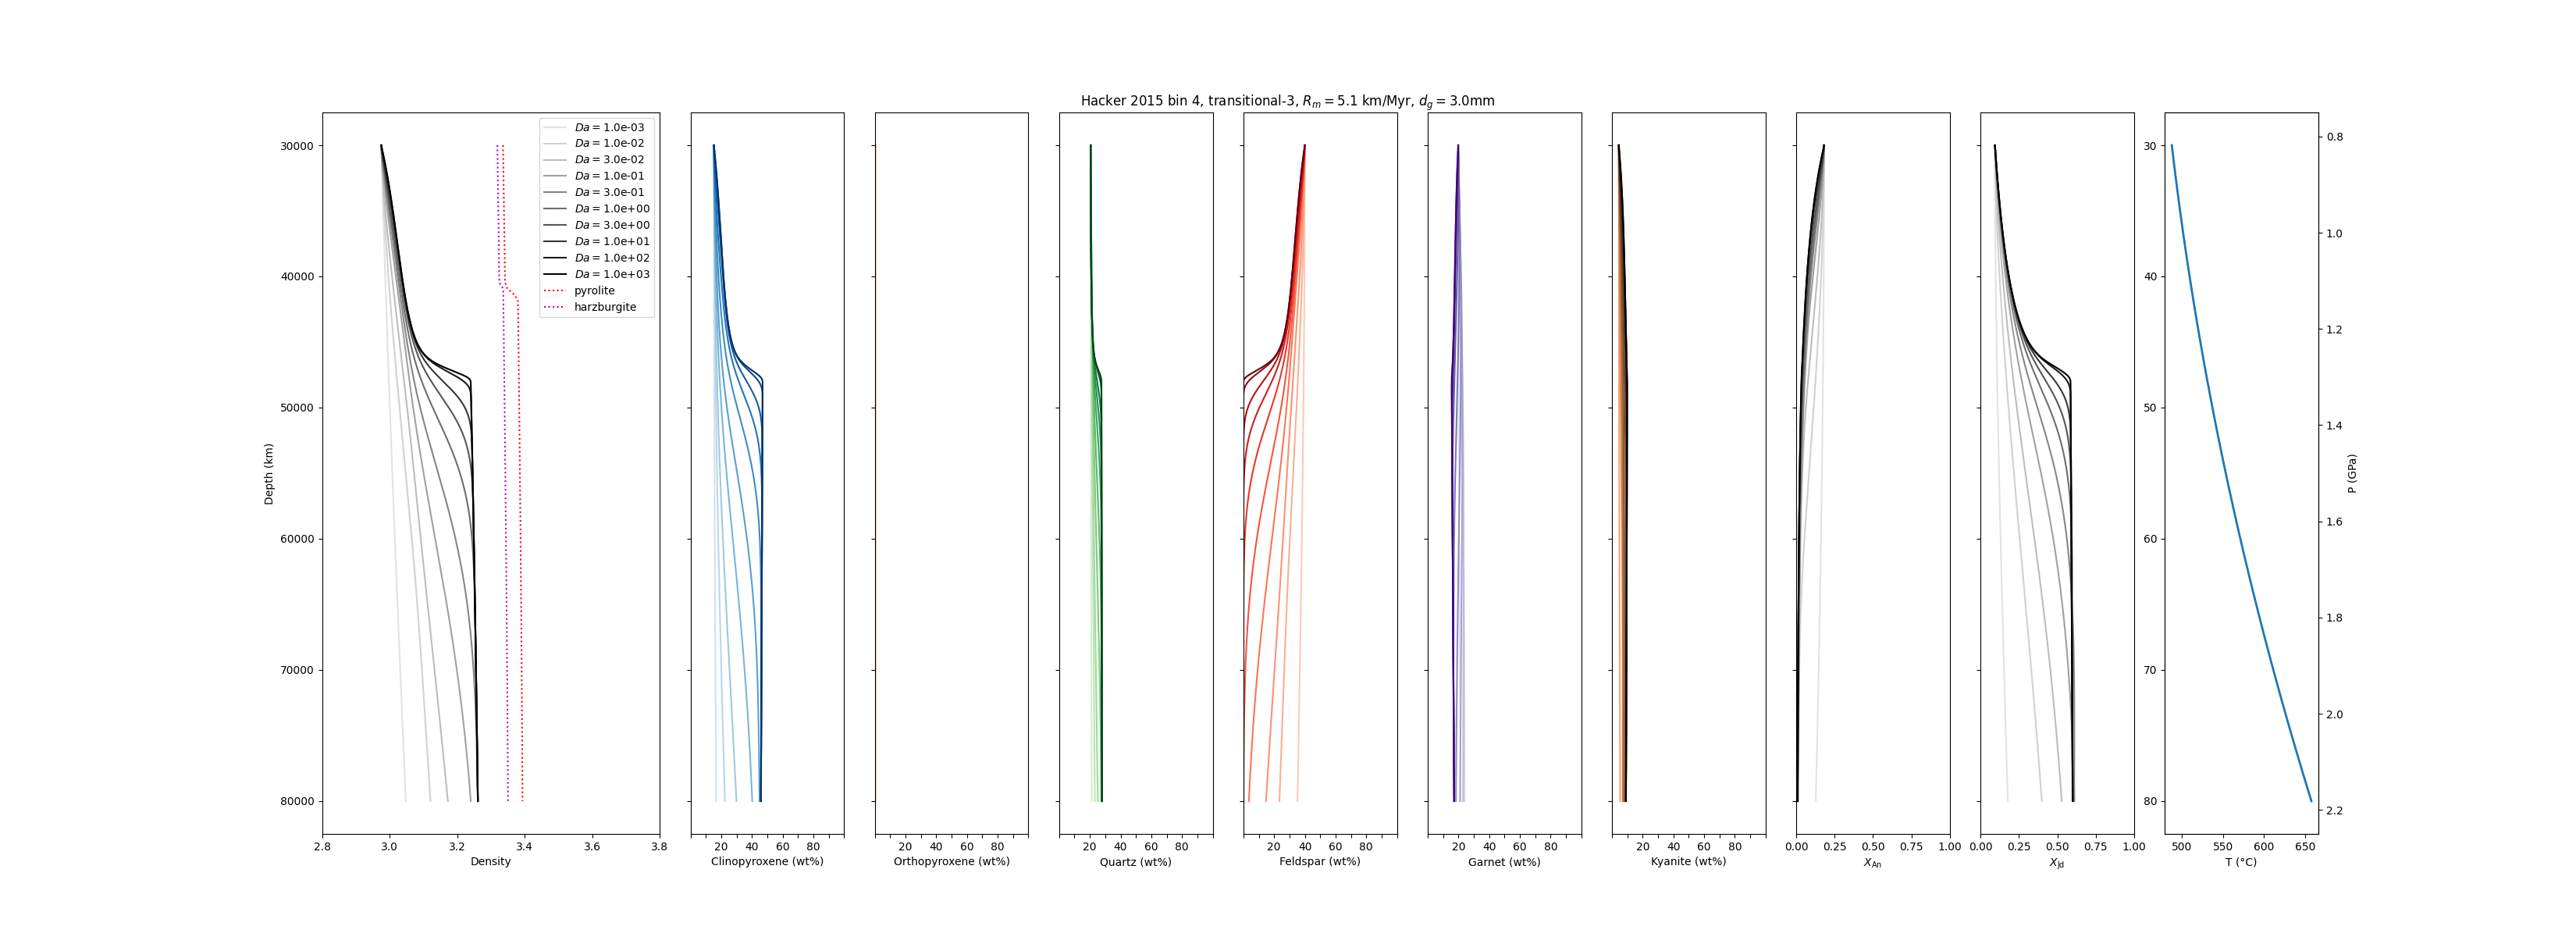 Hacker 2015 bin 4, transitional-3, Rm = 5.1 km/Myr, dg = 3.0mm
Da = 1.0e-03
Da = 1.0e-02
Da = 3.0e-02
Da = 1.0e-01
Da = 3.0e-01
Da = 1.0e+00
Da = 3.0e+00
Da = 1.0e+01
Da = 1.0e+02
Da = 1.0e+03
pyrolite
harzburgite
Depth (km)
30000
40000
50000
60000
70000
80000
2.8 3.0 3.2 3.4 3.6 3.8
Density
20 40 60 80
Clinopyroxene (wt%)
Orthopyroxene (wt%)
20 40 60 80
Quartz (wt%)
20 40 60 80
Feldspar (wt%)
20 40 60 80
Garnet (wt%)
20 40 60 80
Kyanite (wt%)
0.00 0.25 0.50 0.75 1.00
XAn
0.00 0.25 0.50 0.75 1.00
XJd
30
40
50
60
70
80
500 550 600 650
T (°C)
0.8
1.0
1.2
1.4
1.6
1.8
2.0
2.2
P (GPa)